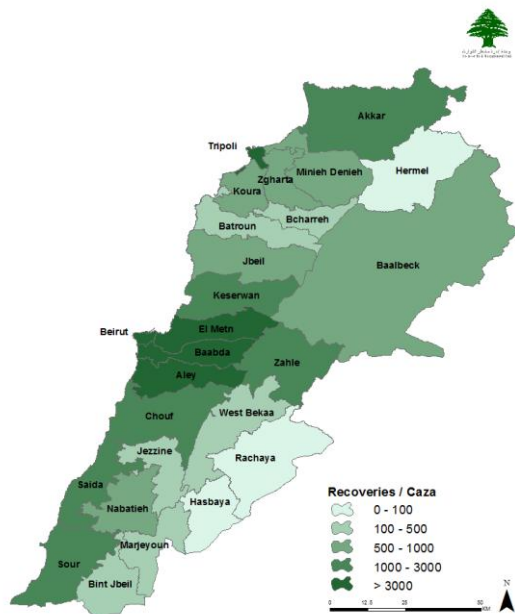 Akkar
Tripoli
Hermel
Minieh Denieh
Zgharta
Koura
Bcharreh
Batroun
Jbeil
Baalbeck
Keserwan
El Metn
Beirut
Baabda
Zahle
Aley
Chouf
West Bekaa
Jezzine
Rachaya
Saida
Hasbaya
Nabatieh
Marjeyoun
Sour
Bint Jbeil
Recoveries / Caza
0 - 100
100 - 500
500 - 1000
1000 - 3000
> 3000
N